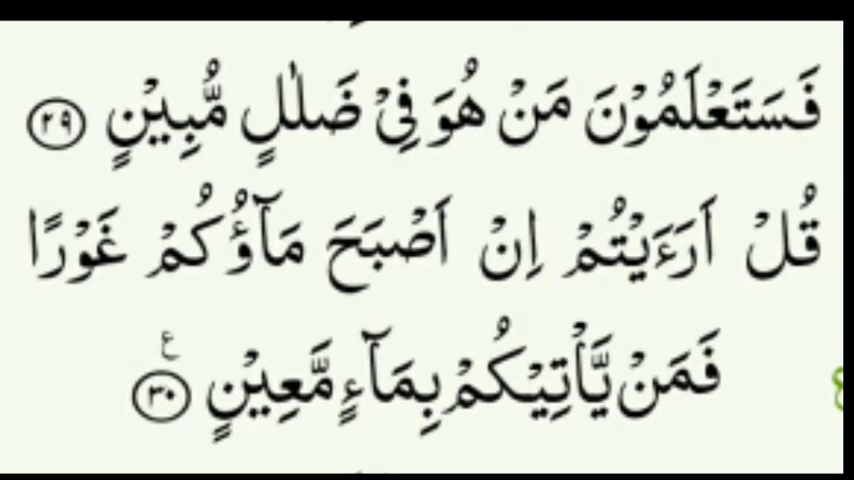 فَسَتَعْلَمُوْنَ مَنْ هُوَ فِیْ ضَلٰلٍ مُّبِیْنٍ ﴿۲۹﴾
قُلْ اَرَءَیْتُمْ اِنْ اَصْبَحَ مَآؤُكُمْ غَوْرًا
فَمَنْ یَّاْتِیْكُمْ بِمَآءٍ مَّعِیْنٍ ﴿۳۰﴾ ع